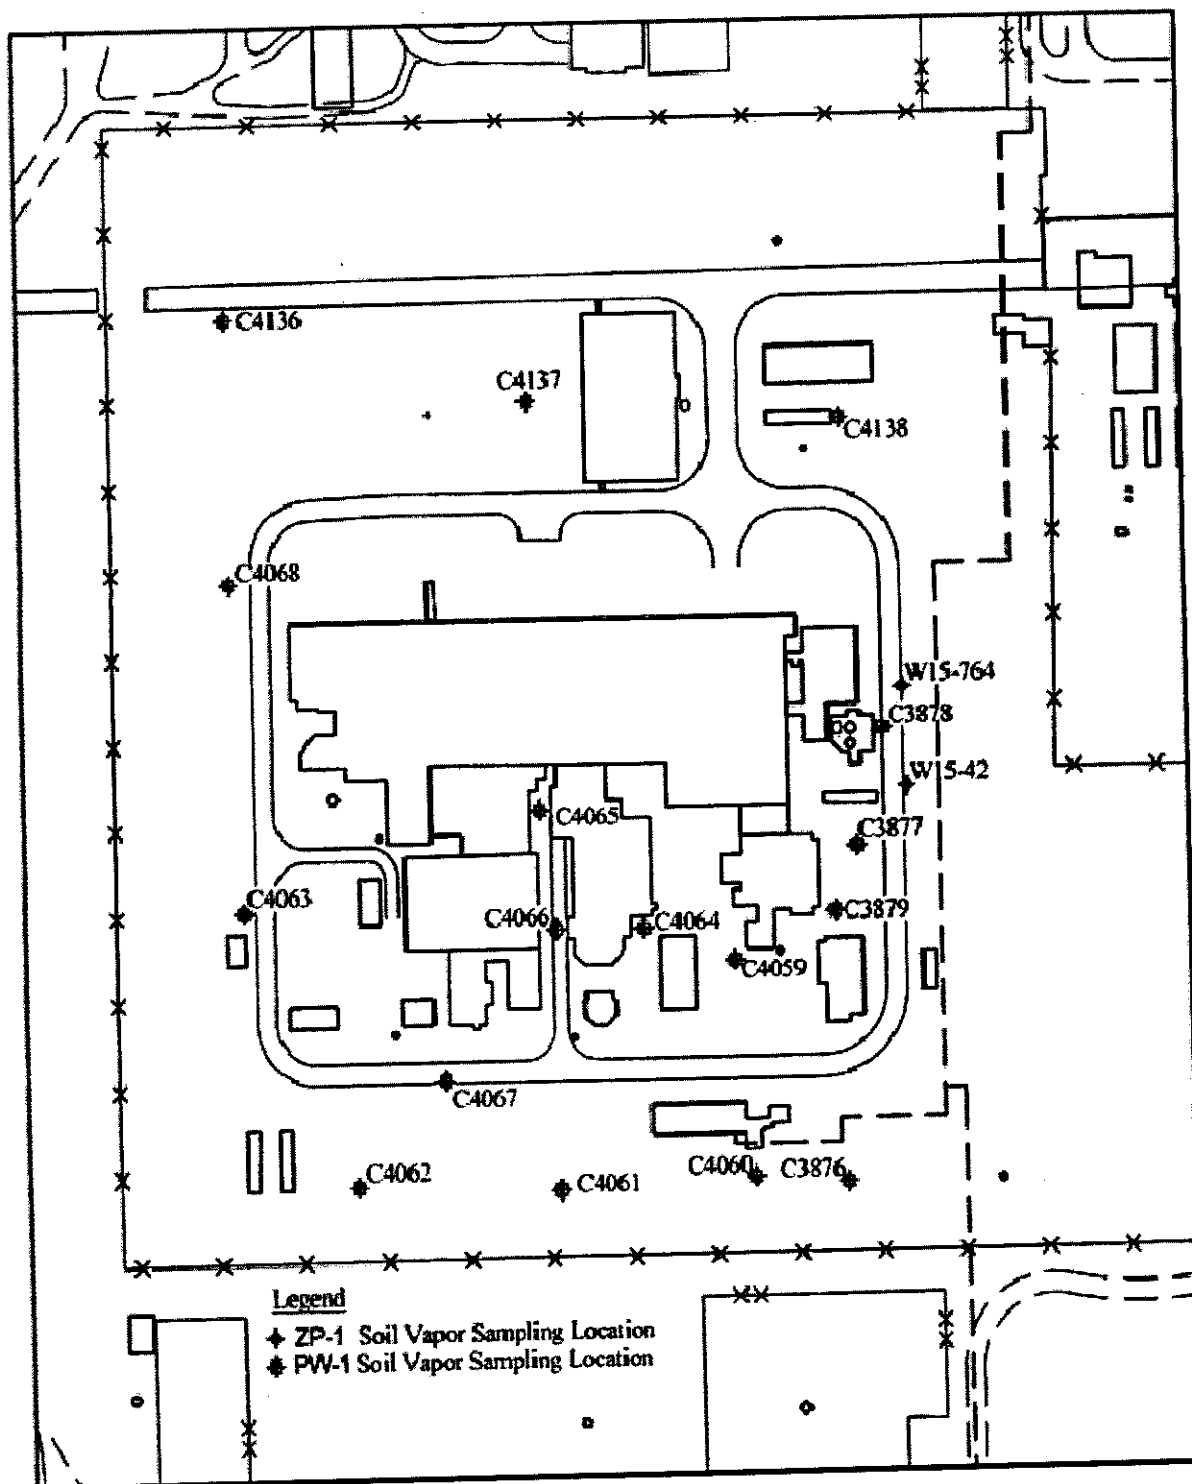 C4136
C4137
C4138
C4068
W15-764
C3878
W15-42
C4065
C3877
C4063
C4066
C4064
C3879
C4059
C4067
C4062
C4061
C4060
C3876
Legend
ZP-1 Soil Vapor Sampling Location
PW-1 Soil Vapor Sampling Location